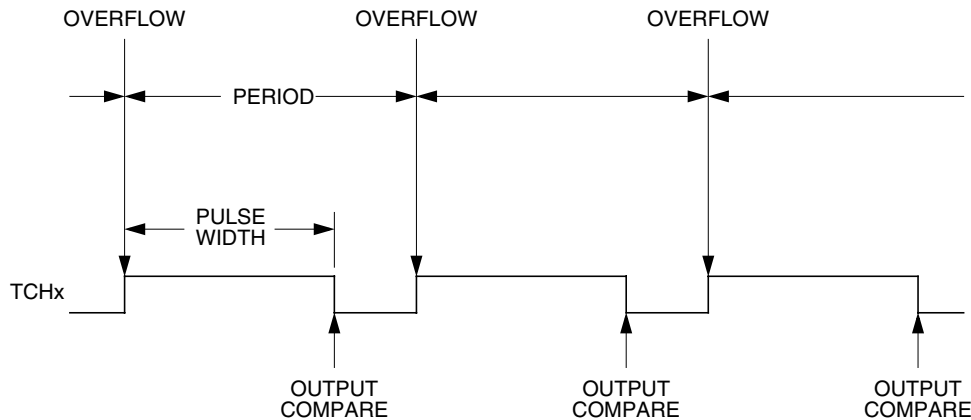 OVERFLOW
OVERFLOW
OVERFLOW
PERIOD
PULSE
WIDTH
TCHx
OUTPUT
COMPARE
OUTPUT
COMPARE
OUTPUT
COMPARE